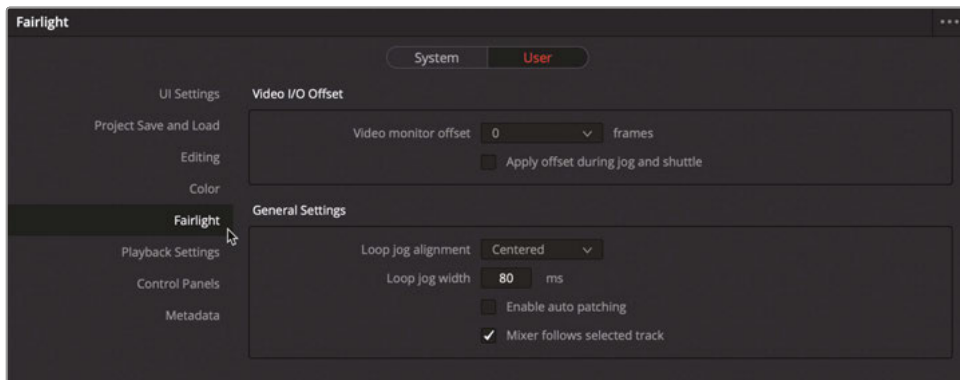 Fairlight
System User
UI Settings
Project Save and Load
Editing
Color
Fairlight
Playback Settings
Control Panels
Metadata
Video I/O Offset
Video monitor offset 0 frames
Apply offset during jog and shuttle
General Settings
Loop jog alignment Centered
Loop jog width 80 ms
Enable auto patching
Mixer follows selected track